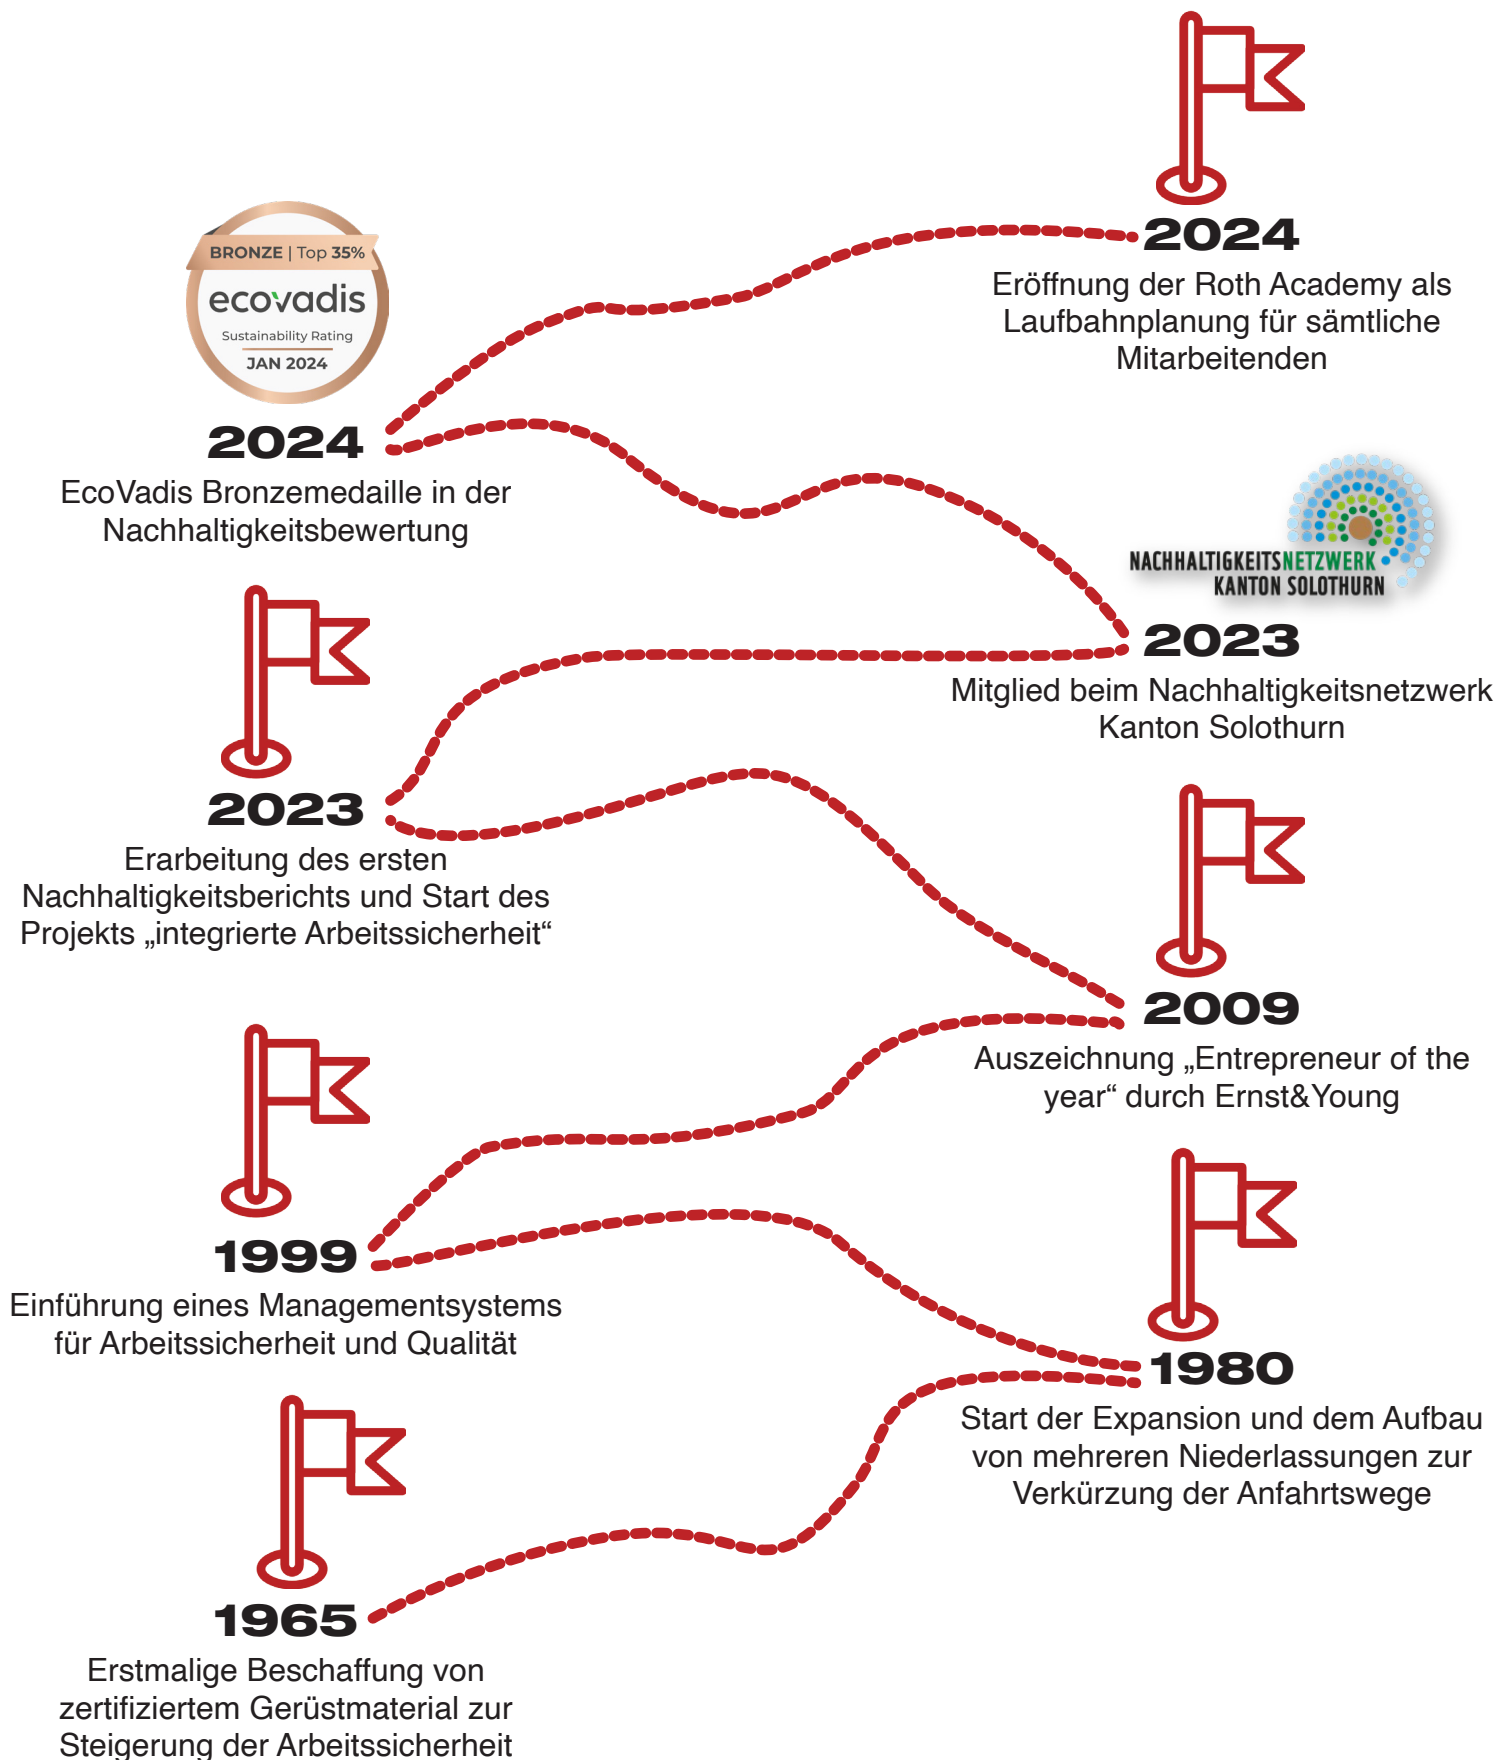 2024
Eröffnung der Roth Academy als
Laufbahnplanung für sämtliche
Mitarbeitenden
BRONZE | Top 35%
ecovadis
Sustainability Rating
JAN 2024
2024
EcoVadis Bronzemedaille in der
Nachhaltigkeitsbewertung
NACHHALTIGKEITSNETZWERK
KANTON SOLOTHURN
2023
Mitglied beim Nachhaltigkeitsnetzwerk
Kanton Solothurn
2023
Erarbeitung des ersten
Nachhaltigkeitsberichts und Start des
Projekts „integrierte Arbeitssicherheit“
2009
Auszeichnung „Entrepreneur of the
year“ durch Ernst&Young
1999
Einführung eines Managementsystems
für Arbeitssicherheit und Qualität
1980
Start der Expansion und dem Aufbau
von mehreren Niederlassungen zur
Verkürzung der Anfahrtswege
1965
Erstmalige Beschaffung von
zertifiziertem Gerüstmaterial zur
Steigerung der Arbeitssicherheit